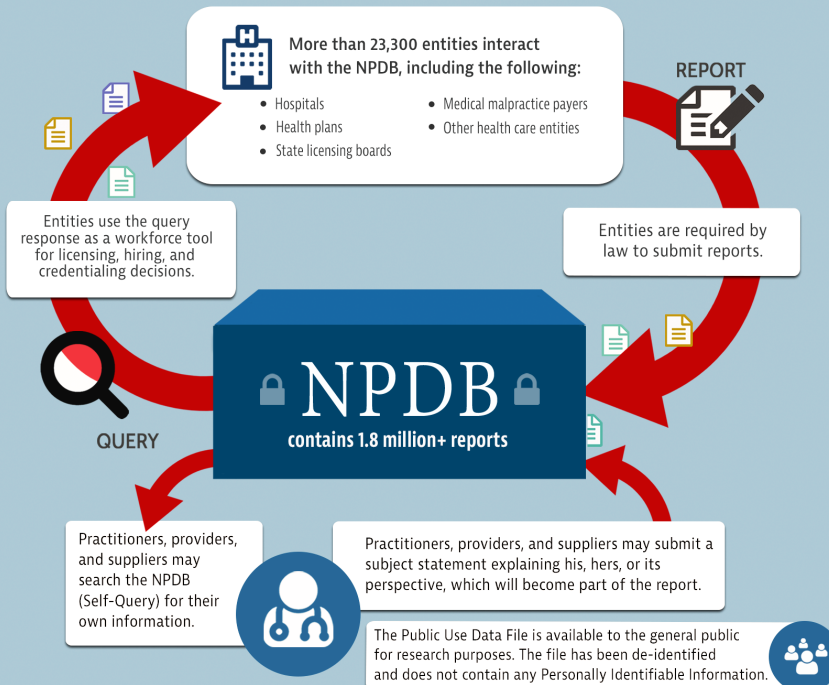 More than 23,300 entities interact
with the NPDB, including the following:
• Hospitals
• Health plans
• State licensing boards
• Medical malpractice payers
• Other health care entities
REPORT
Entities use the query
response as a workforce tool
for licensing, hiring, and
credentialing decisions.
Entities are required by
law to submit reports.
NPDB
contains 1.8 million+ reports
QUERY
Practitioners, providers,
and suppliers may
search the NPDB
(Self-Query) for their
own information.
Practitioners, providers, and suppliers may submit a
subject statement explaining his, hers, or its
perspective, which will become part of the report.
The Public Use Data File is available to the general public
for research purposes. The file has been de-identified
and does not contain any Personally Identifiable Information.